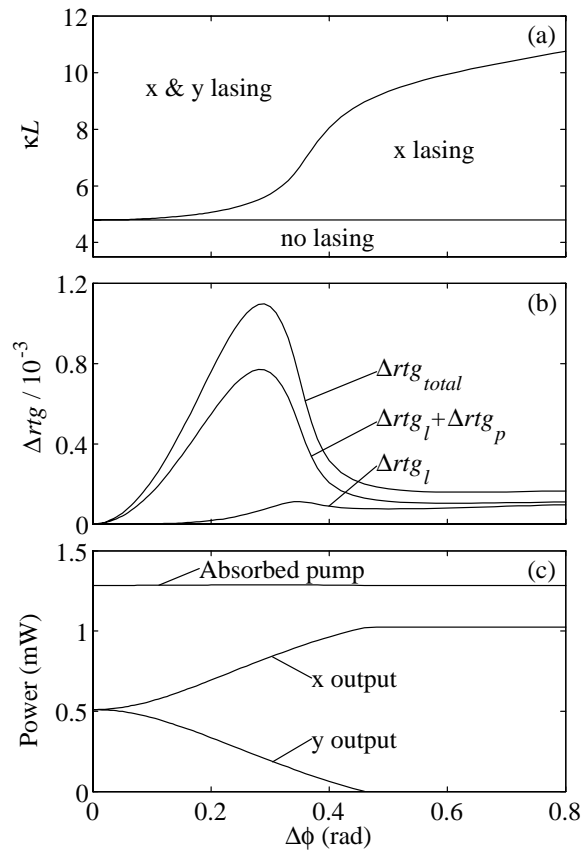 (a)
12
10
8
6
4
κL
x & y lasing
x lasing
no lasing
(b)
1.2
0.8
0.4
0
Δrtg / 10⁻³
Δrtg_total
Δrtg_l+Δrtg_p
Δrtg_l
(c)
1.5
1
0.5
0
Power (mW)
Absorbed pump
x output
y output
0 0.2 0.4 0.6 0.8
Δϕ (rad)